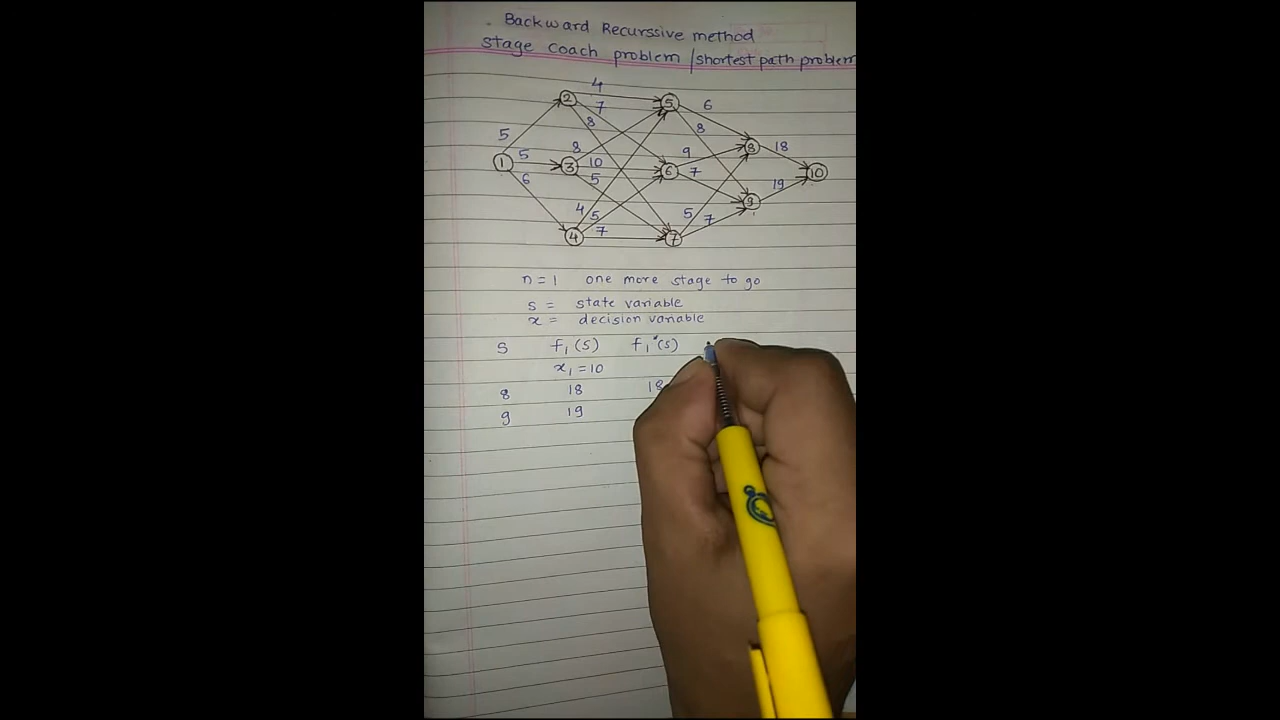 Backward Recurssive method
stage coach problem /shortest path problem
4
2 5
7 6
8 8
5 8
9 8 18
1 5 3 10 6 7 10
6 5 19
9
4 5 5 7
4 7 7
n=1 one more stage to go
s = state variable
x = decision variable
S f₁(S) f₁*(s)
x₁=10
8 18 18
9 19